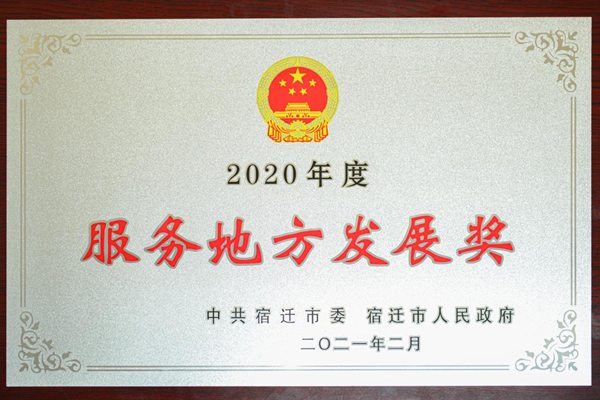 2020年度
服务地方发展奖
中共宿迁市委 宿迁市人民政府
二〇二一年二月